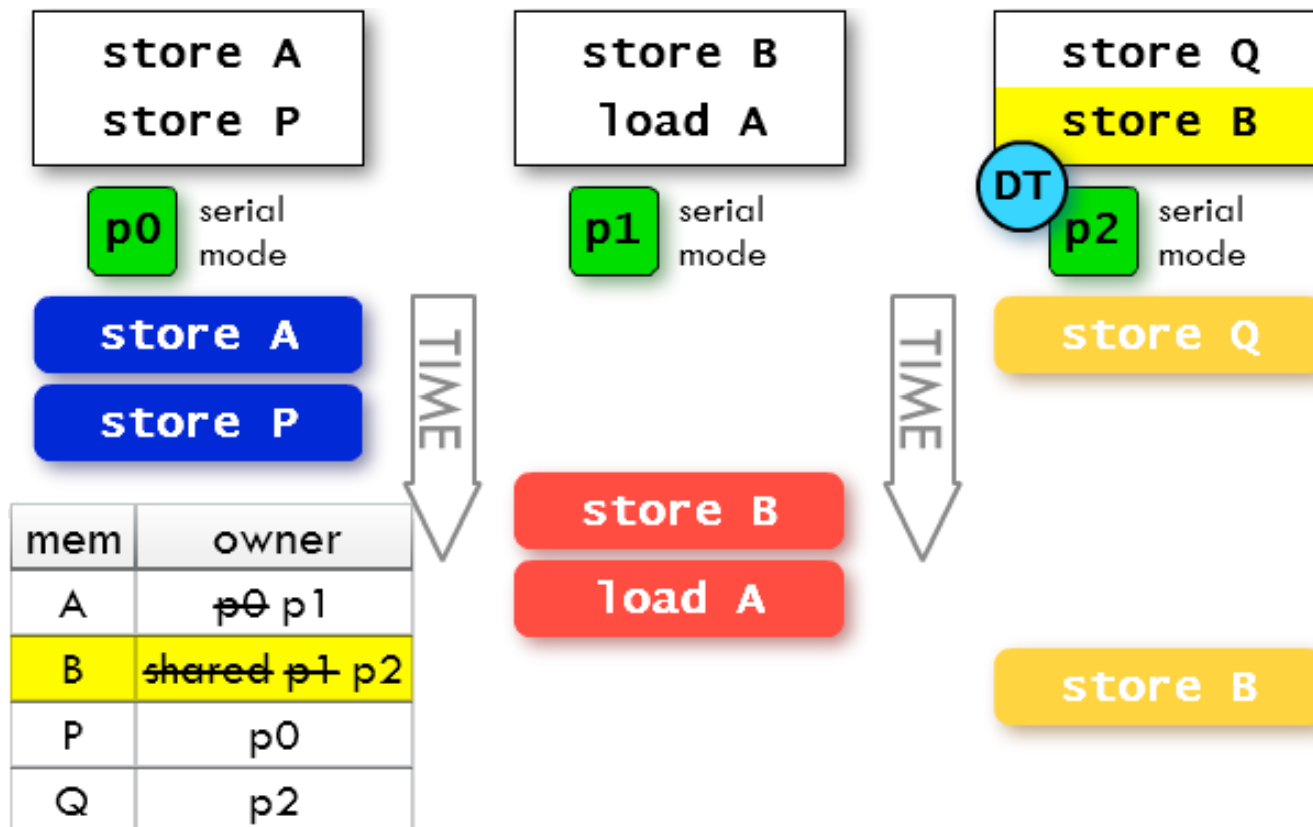 store A
store P
store B
load A
store Q
store B
DT
p0 serial mode
p1 serial mode
p2 serial mode
store A
store P
TIME
store B
load A
TIME
store Q
store B
mem owner
A p0 p1
B shared p1 p2
P p0
Q p2